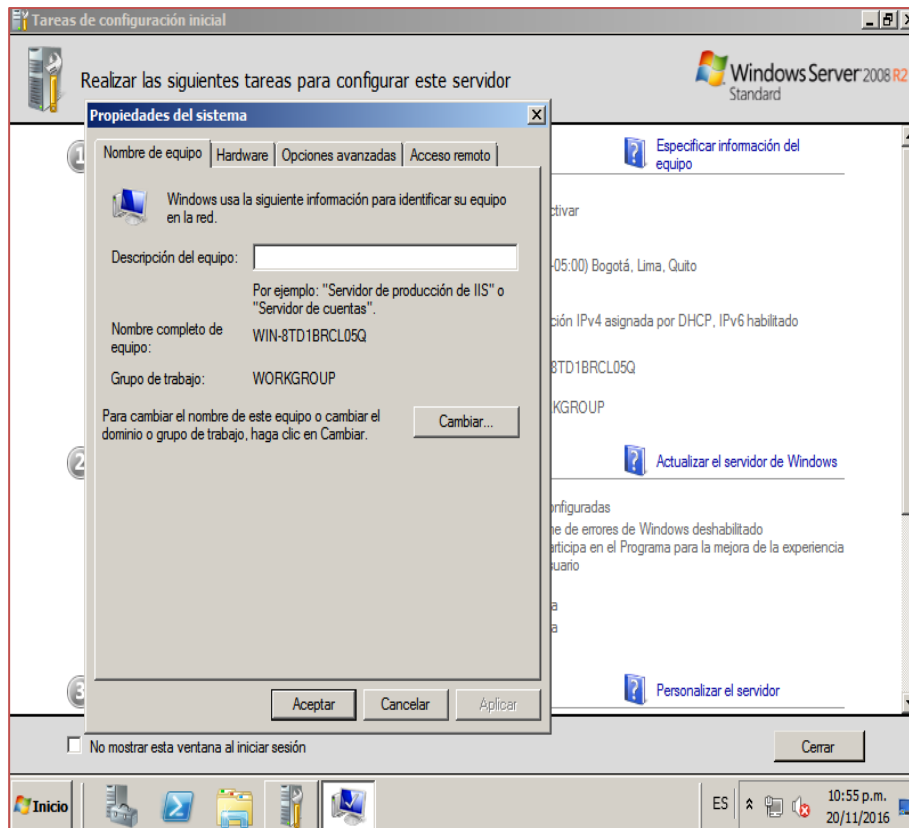 Tareas de configuración inicial
Realizar las siguientes tareas para configurar este servidor
Windows Server 2008 R2
Standard
Propiedades del sistema
Nombre de equipo
Hardware
Opciones avanzadas
Acceso remoto
Windows usa la siguiente información para identificar su equipo
en la red.
Descripción del equipo:
Por ejemplo: "Servidor de producción de IIS" o
"Servidor de cuentas".
Nombre completo de
equipo:
WIN-8TD1BRCL05Q
Grupo de trabajo:
WORKGROUP
Para cambiar el nombre de este equipo o cambiar el
dominio o grupo de trabajo, haga clic en Cambiar.
Cambiar...
Aceptar
Cancelar
Aplicar
1
Especificar información del
equipo
ctivar
-05:00) Bogotá, Lima, Quito
ción IPv4 asignada por DHCP, IPv6 habilitado
8TD1BRCL05Q
KGROUP
2
Actualizar el servidor de Windows
onfiguradas
me de errores de Windows deshabilitado
articipa en el Programa para la mejora de la experiencia
suario
a
a
3
Personalizar el servidor
No mostrar esta ventana al iniciar sesión
Cerrar
Inicio
ES
10:55 p.m.
20/11/2016